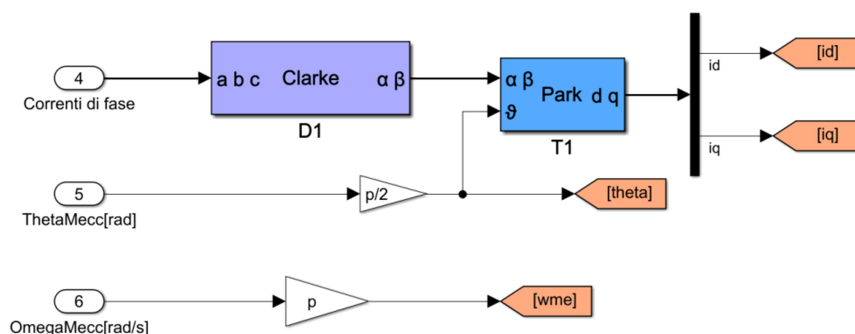 4
Correnti di fase
a b c Clarke α β
D1
α β
ϑ
Park d q
T1
id
[id]
iq
[iq]
5
ThetaMecc[rad]
p/2
[theta]
6
OmegaMecc[rad/s]
p
[wme]